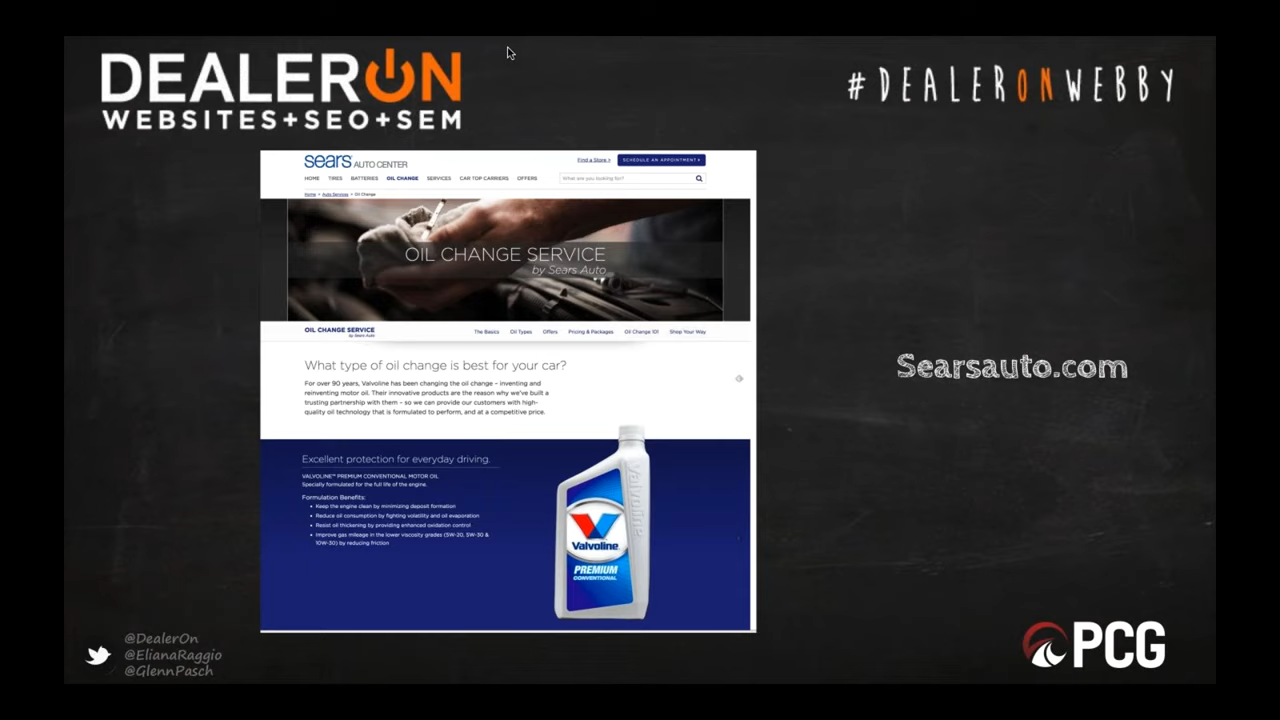 DEALERON
WEBSITES+SEO+SEM
#DEALERONWEBBY
sears AUTO CENTER
Find a Store >
SCHEDULE AN APPOINTMENT >
HOME TIRES BATTERIES OIL CHANGE SERVICES CAR TOP CARRIERS OFFERS
What are you looking for?
Home > Auto Services > Oil Change
OIL CHANGE SERVICE
by Sears Auto
OIL CHANGE SERVICE
by Sears Auto
The Basics Oil Types Offers Pricing & Packages Oil Change 101 Shop Your Way
What type of oil change is best for your car?
For over 90 years, Valvoline has been changing the oil change – inventing and
reinventing motor oil. Their innovative products are the reason why we've built a
trusting partnership with them – so we can provide our customers with high-
quality oil technology that is formulated to perform, and at a competitive price.
Excellent protection for everyday driving.
VALVOLINE™ PREMIUM CONVENTIONAL MOTOR OIL
Specially formulated for the full life of the engine.
Formulation Benefits:
• Keep the engine clean by minimizing deposit formation
• Reduce oil consumption by fighting volatility and oil evaporation
• Resist oil thickening by providing enhanced oxidation control
• Improve gas mileage in the lower viscosity grades (5W-20, 5W-30 &
10W-30) by reducing friction
Valvoline
Valvoline
PREMIUM
CONVENTIONAL
Searsauto.com
@DealerOn
@ElianaRaggio
@GlennPasch
PCG